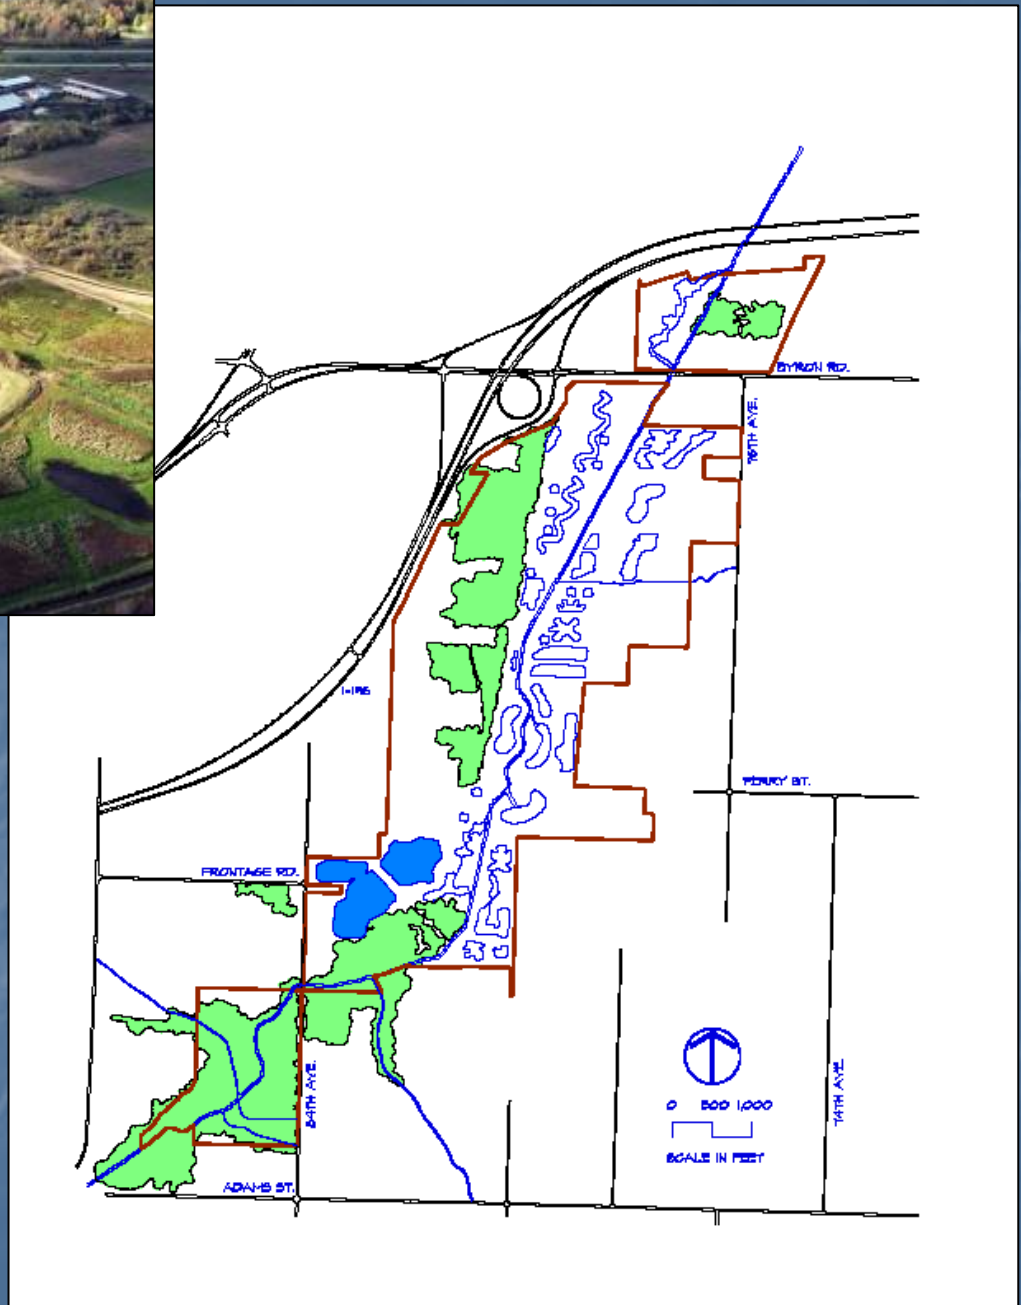 BYRON RD.
76TH AVE.
I-196
PERRY ST.
FRONTAGE RD.
84TH AVE.
74TH AVE.
0 500 1,000
SCALE IN FEET
ADAMS ST.